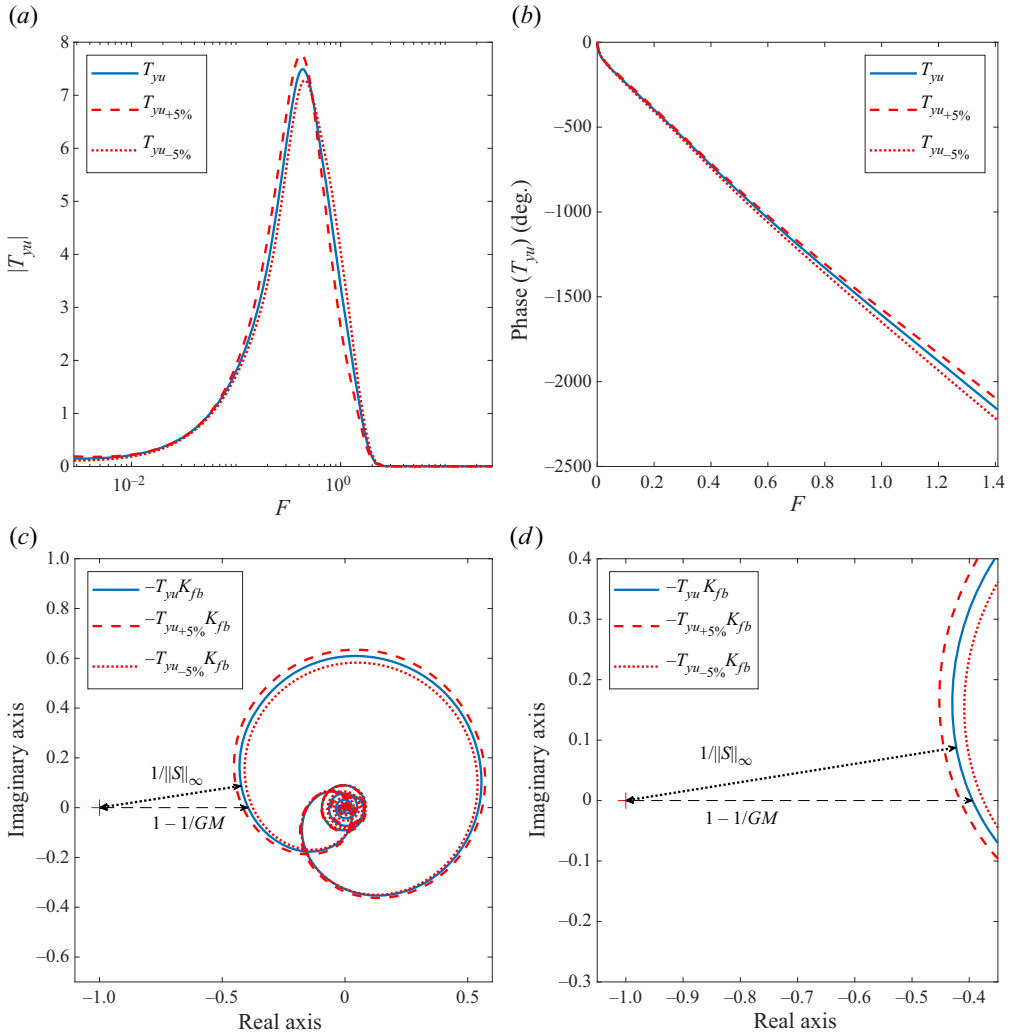 (a)
8
7
6
5
4
3
2
1
0
|T_yu|
10⁻²
10⁰
F
T_yu
T_yu+5%
T_yu−5%
(b)
0
−500
−1000
−1500
−2000
−2500
Phase (T_yu) (deg.)
0
0.2
0.4
0.6
0.8
1.0
1.2
1.4
F
T_yu
T_yu+5%
T_yu−5%
(c)
1.0
0.8
0.6
0.4
0.2
0
−0.2
−0.4
−0.6
Imaginary axis
−1.0
−0.5
0
0.5
Real axis
−T_yu K_fb
−T_yu+5% K_fb
−T_yu−5% K_fb
1/||S||∞
1 − 1/GM
(d)
0.4
0.3
0.2
0.1
0
−0.1
−0.2
−0.3
Imaginary axis
−1.0
−0.9
−0.8
−0.7
−0.6
−0.5
−0.4
Real axis
−T_yu K_fb
−T_yu+5% K_fb
−T_yu−5% K_fb
1/||S||∞
1 − 1/GM